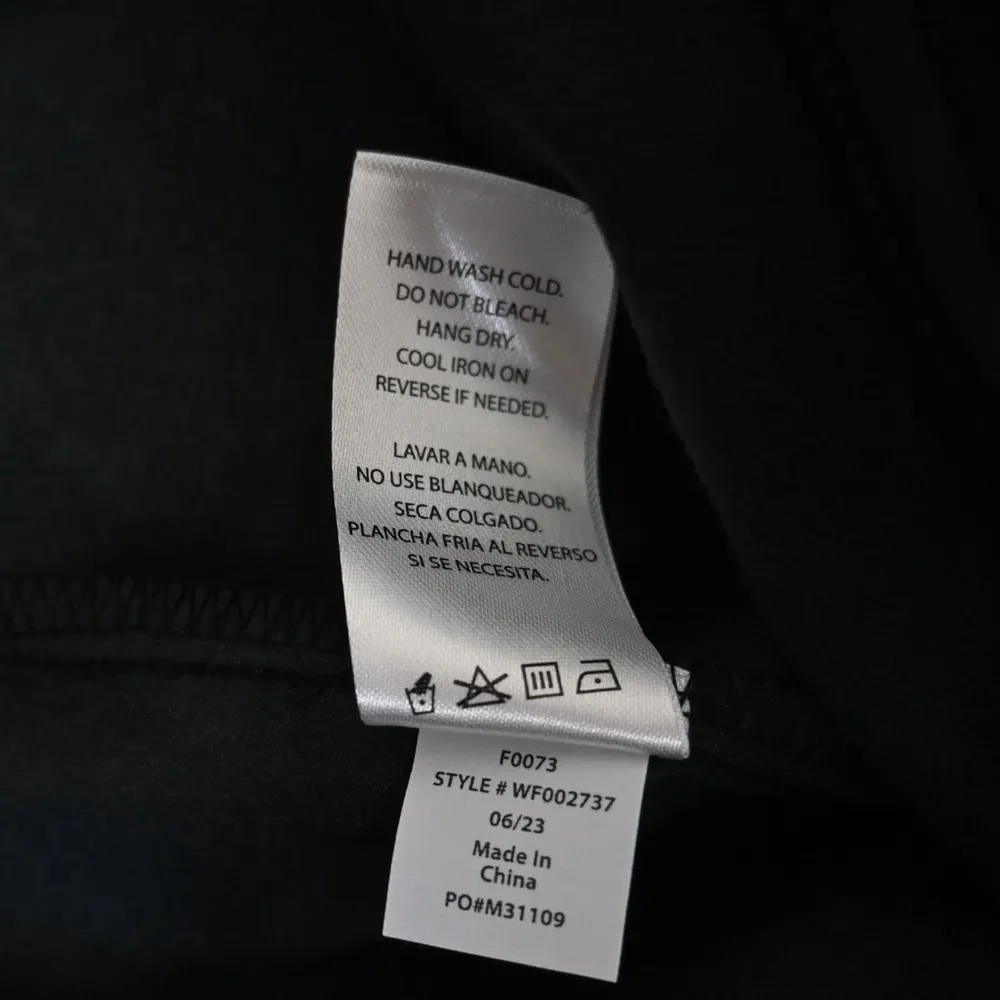 HAND WASH COLD.
DO NOT BLEACH.
HANG DRY.
COOL IRON ON
REVERSE IF NEEDED.
LAVAR A MANO.
NO USE BLANQUEADOR.
SECA COLGADO.
PLANCHA FRIA AL REVERSO
SI SE NECESITA.
F0073
STYLE # WF002737
06/23
Made In
China
PO#M31109